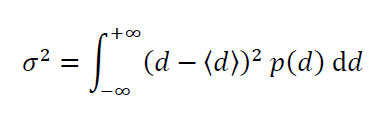 σ² = ∫₋∞⁺∞ (d − ⟨d⟩)² p(d) dd